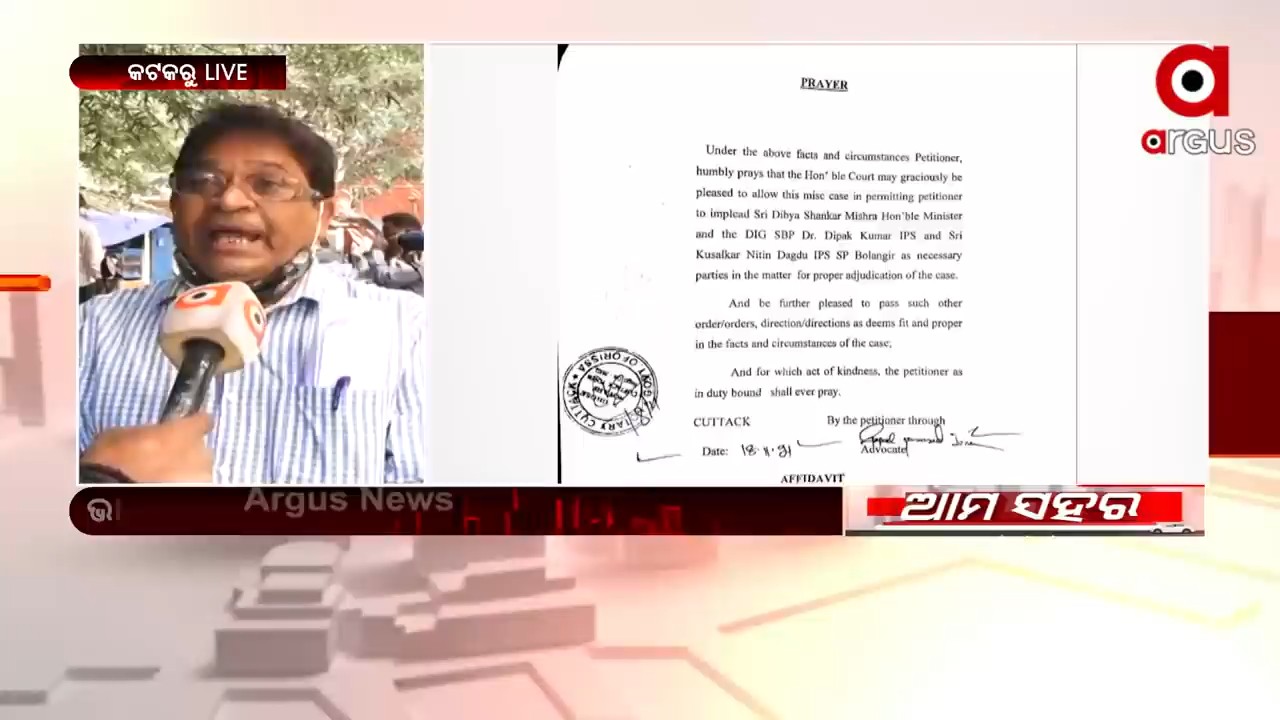 କଟକରୁ LIVE
argus
PRAYER
Under the above facts and circumstances Petitioner,
humbly prays that the Hon' ble Court may graciously be
pleased to allow this misc case in permitting petitioner
to implead Sri Dibya Shankar Mishra Hon'ble Minister
and the DIG SBP Dr. Dipak Kumar IPS and Sri
Kusalkar Nitin Dagdu IPS SP Bolangir as necessary
parties in the matter for proper adjudication of the case.
And be further pleased to pass such other
order/orders, direction/directions as deems fit and proper
in the facts and circumstances of the case;
And for which act of kindness, the petitioner as
in duty bound shall ever pray.
CUTTACK By the petitioner through
Date: Advocate
AFFIDAVIT
Argus News
ଆମ ସହର